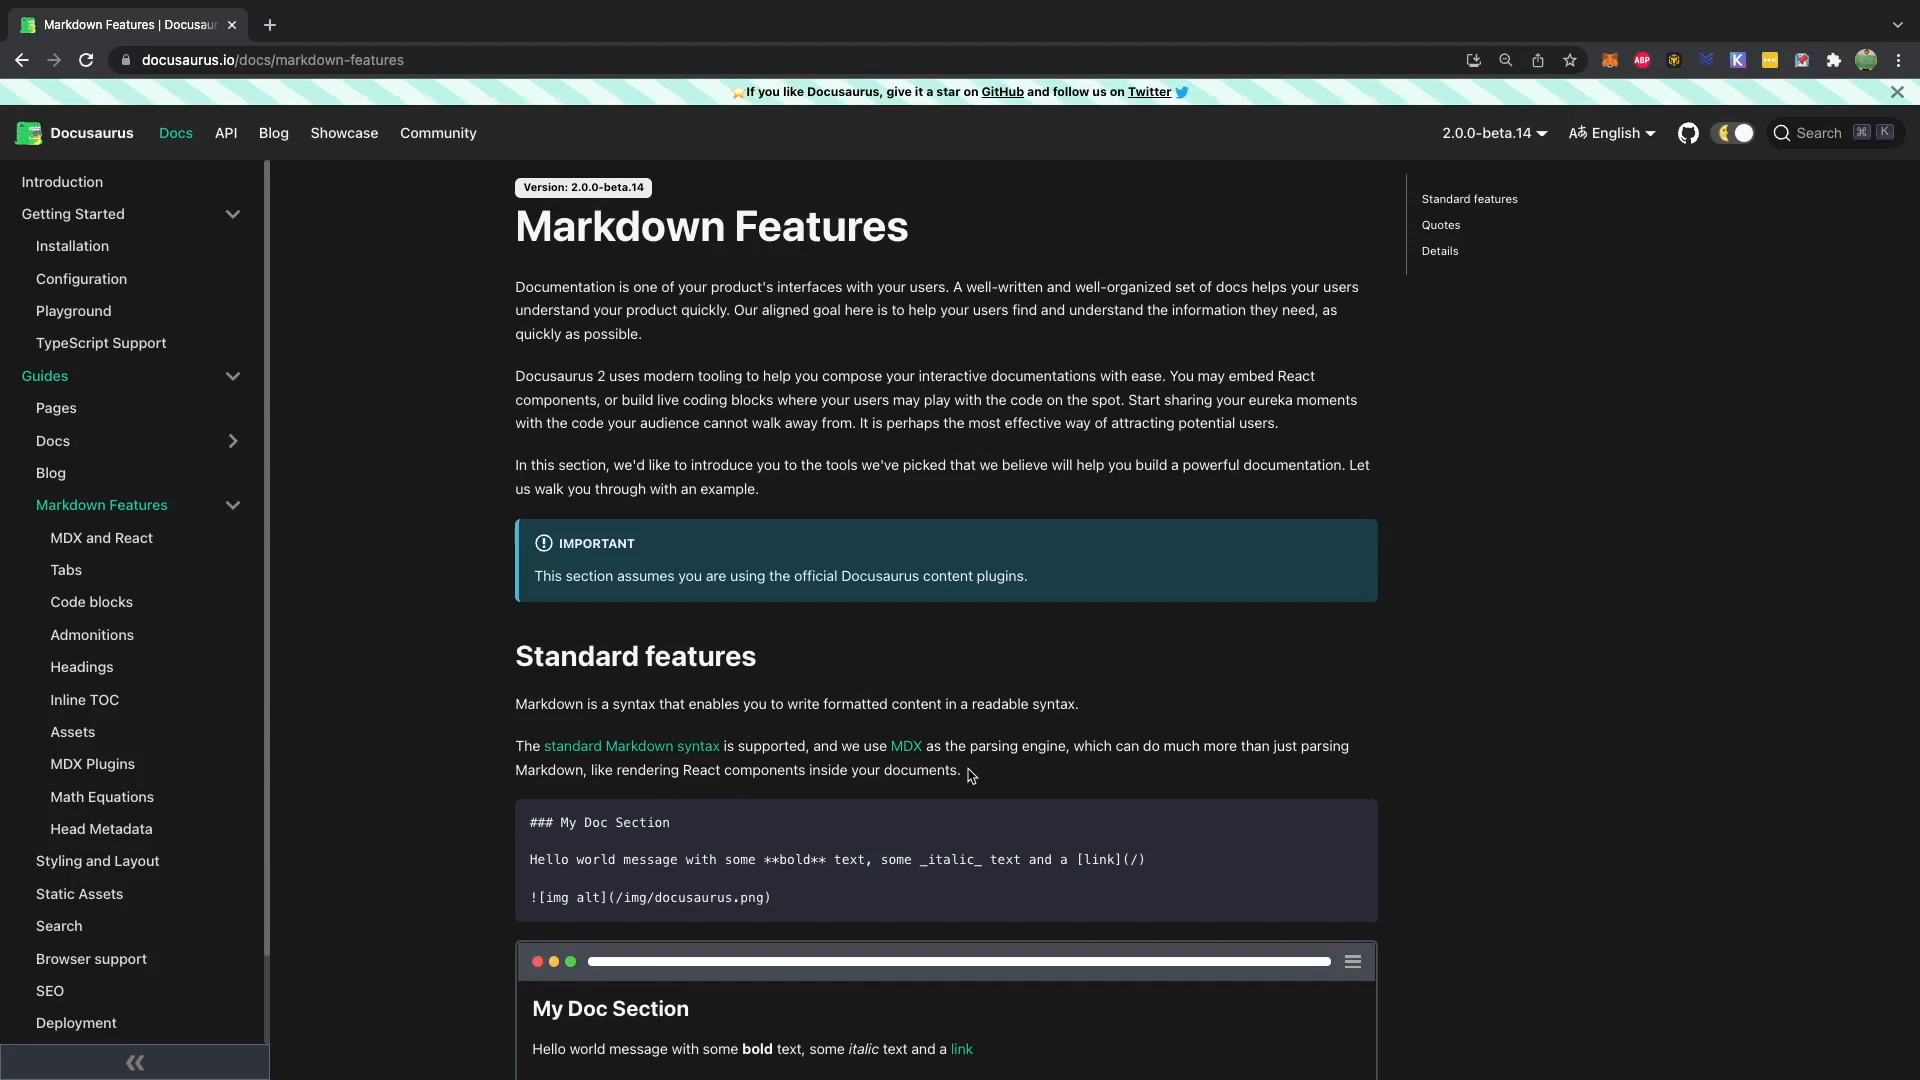 Markdown Features | Docusaur
docusaurus.io/docs/markdown-features
ABP
K
⭐️If you like Docusaurus, give it a star on GitHub and follow us on Twitter
Docusaurus Docs API Blog Showcase Community 2.0.0-beta.14 Aあ English Search ⌘ K
Introduction
Getting Started
Installation
Configuration
Playground
TypeScript Support
Guides
Pages
Docs
Blog
Markdown Features
MDX and React
Tabs
Code blocks
Admonitions
Headings
Inline TOC
Assets
MDX Plugins
Math Equations
Head Metadata
Styling and Layout
Static Assets
Search
Browser support
SEO
Deployment
Version: 2.0.0-beta.14
Markdown Features
Documentation is one of your product's interfaces with your users. A well-written and well-organized set of docs helps your users
understand your product quickly. Our aligned goal here is to help your users find and understand the information they need, as
quickly as possible.
Docusaurus 2 uses modern tooling to help you compose your interactive documentations with ease. You may embed React
components, or build live coding blocks where your users may play with the code on the spot. Start sharing your eureka moments
with the code your audience cannot walk away from. It is perhaps the most effective way of attracting potential users.
In this section, we'd like to introduce you to the tools we've picked that we believe will help you build a powerful documentation. Let
us walk you through with an example.
IMPORTANT
This section assumes you are using the official Docusaurus content plugins.
Standard features
Markdown is a syntax that enables you to write formatted content in a readable syntax.
The standard Markdown syntax is supported, and we use MDX as the parsing engine, which can do much more than just parsing
Markdown, like rendering React components inside your documents.
### My Doc Section
Hello world message with some **bold** text, some _italic_ text and a [link](/)
![img alt](/img/docusaurus.png)
My Doc Section
Hello world message with some bold text, some italic text and a link
Standard features
Quotes
Details